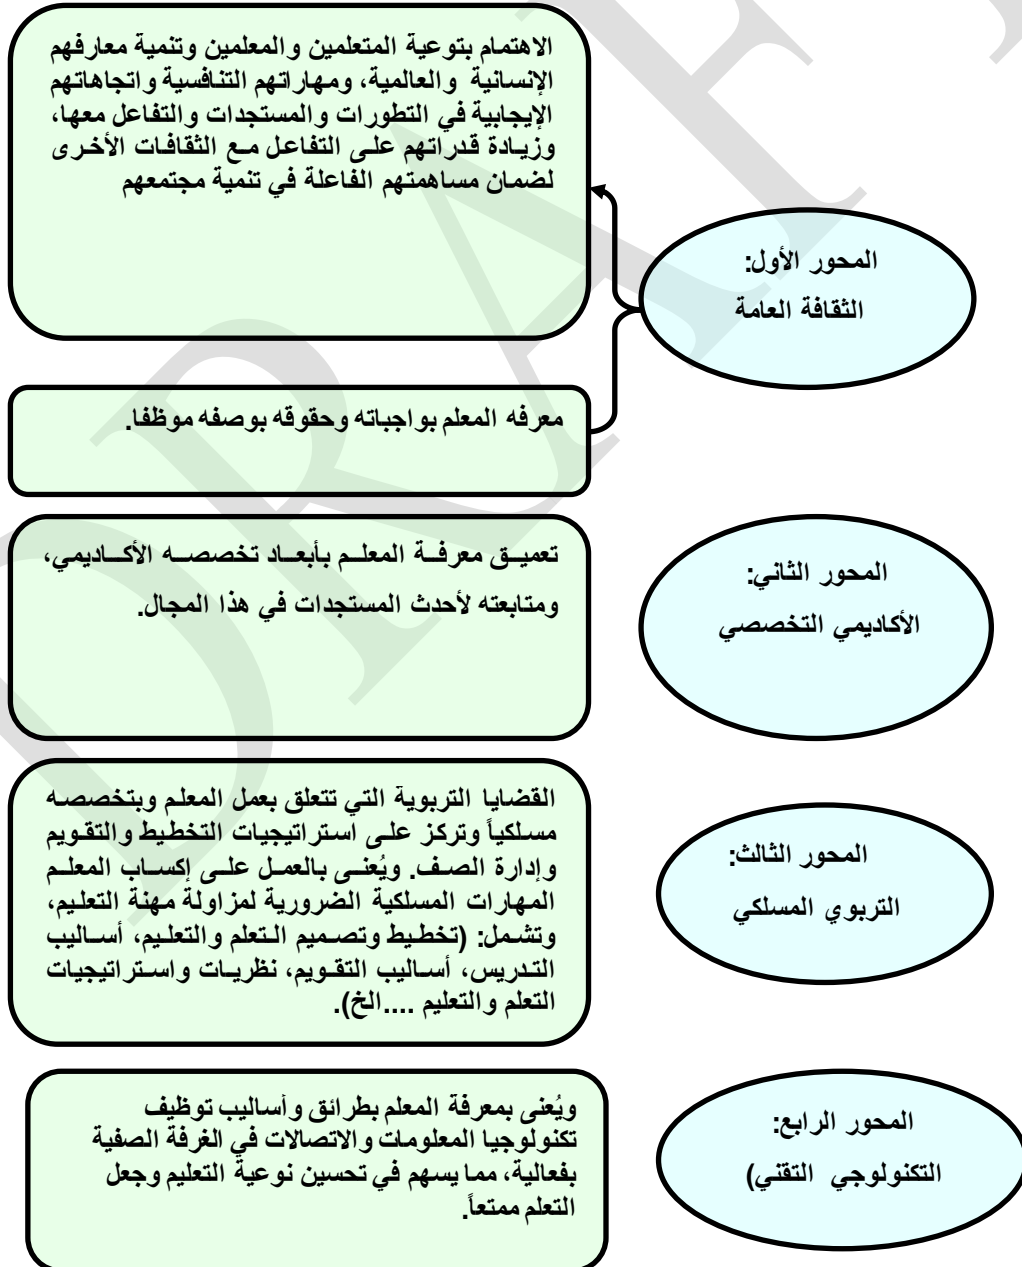 الاهتمام بتوعية المتعلمين والمعلمين وتنمية معارفهم
الإنسانية والعالمية، ومهاراتهم التنافسية واتجاهاتهم
الإيجابية في التطورات والمستجدات والتفاعل معها،
وزيادة قدراتهم على التفاعل مع الثقافات الأخرى
لضمان مساهمتهم الفاعلة في تنمية مجتمعهم
المحور الأول:
الثقافة العامة
معرفه المعلم بواجباته وحقوقه بوصفه موظفا.
المحور الثاني:
الأكاديمي التخصصي
تعميق معرفة المعلم بأبعاد تخصصه الأكاديمي،
ومتابعته لأحدث المستجدات في هذا المجال.
المحور الثالث:
التربوي المسلكي
القضايا التربوية التي تتعلق بعمل المعلم وبتخصصه
مسلكياً وتركز على استراتيجيات التخطيط والتقويم
وإدارة الصف. ويُعنى بالعمل على إكساب المعلم
المهارات المسلكية الضرورية لمزاولة مهنة التعليم،
وتشمل: (تخطيط وتصميم التعلم والتعليم، أساليب
التدريس، أساليب التقويم، نظريات واستراتيجيات
التعلم والتعليم ....الخ).
المحور الرابع:
التكنولوجي التقني)
ويُعنى بمعرفة المعلم بطرائق وأساليب توظيف
تكنولوجيا المعلومات والاتصالات في الغرفة الصفية
بفعالية، مما يسهم في تحسين نوعية التعليم وجعل
التعلم ممتعاً.
DRAF